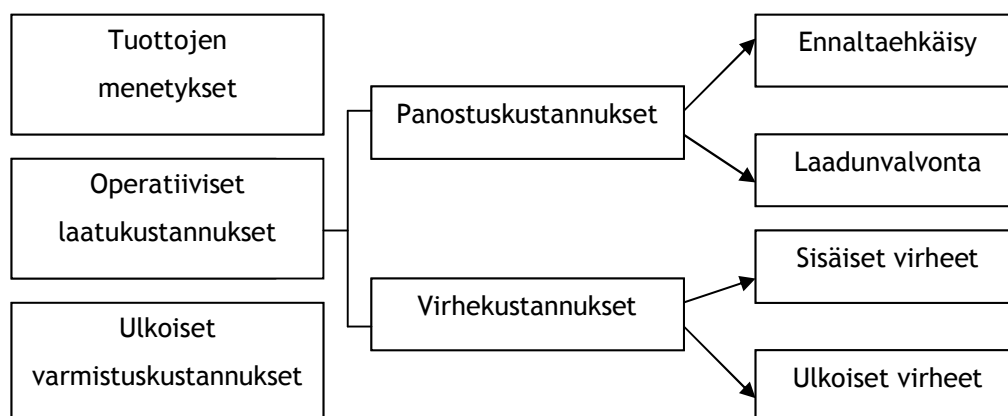 Tuottojen
menetykset
Operatiiviset
laatukustannukset
Ulkoiset
varmistuskustannukset
Panostuskustannukset
Virhekustannukset
Ennaltaehkäisy
Laadunvalvonta
Sisäiset virheet
Ulkoiset virheet